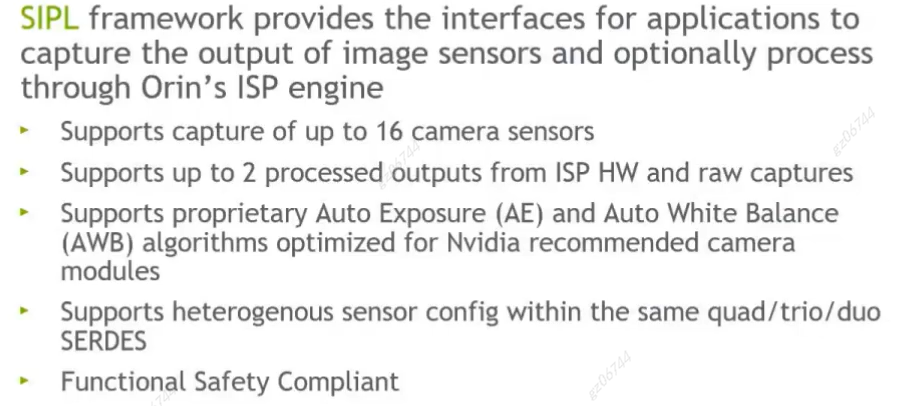 SIPL framework provides the interfaces for applications to
capture the output of image sensors and optionally process
through Orin's ISP engine
Supports capture of up to 16 camera sensors
Supports up to 2 processed outputs from ISP HW and raw captures
Supports proprietary Auto Exposure (AE) and Auto White Balance
(AWB) algorithms optimized for Nvidia recommended camera
modules
Supports heterogenous sensor config within the same quad/trio/duo
SERDES
Functional Safety Compliant
gz06744
gz06744
gz06744